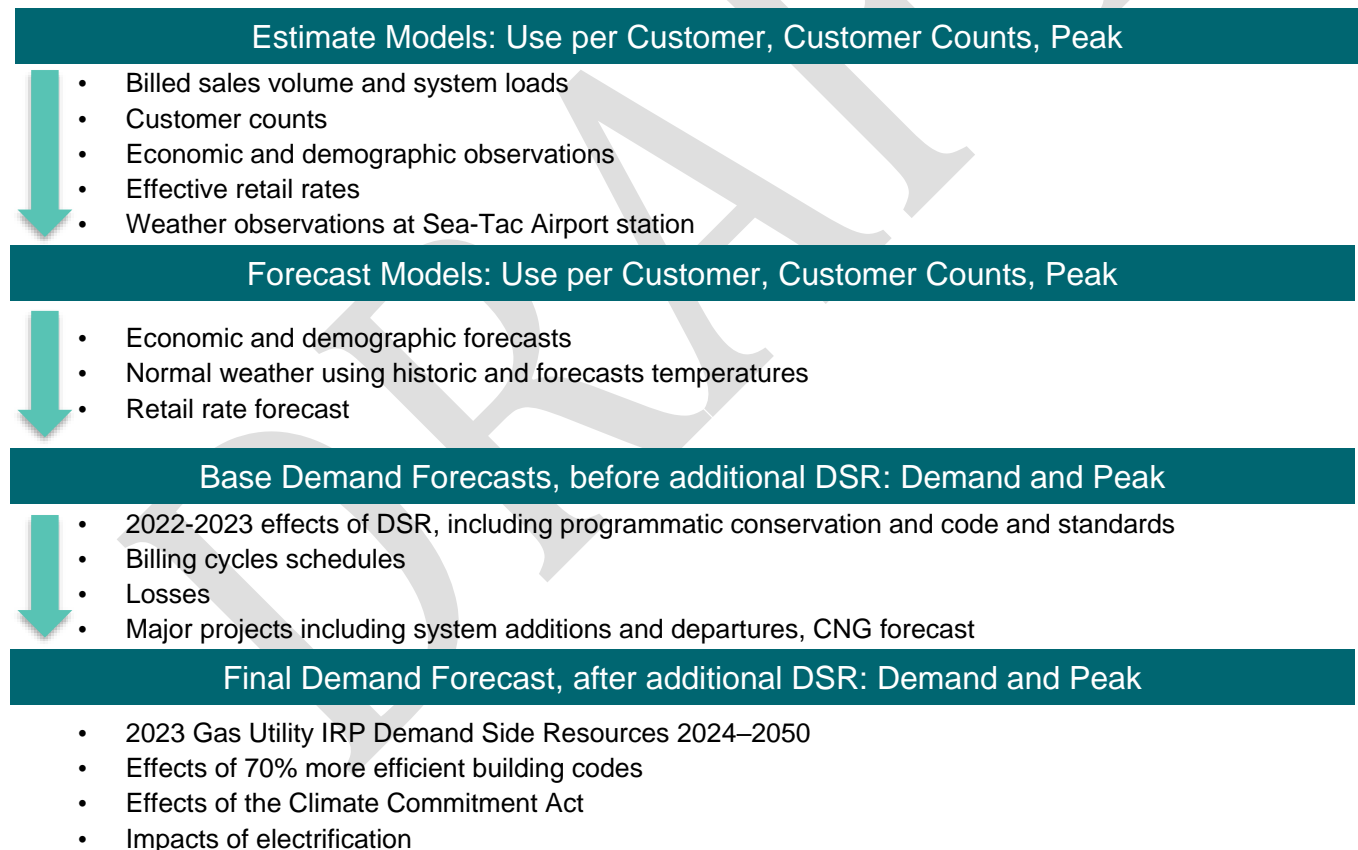 Estimate Models: Use per Customer, Customer Counts, Peak
• Billed sales volume and system loads
• Customer counts
• Economic and demographic observations
• Effective retail rates
• Weather observations at Sea-Tac Airport station
Forecast Models: Use per Customer, Customer Counts, Peak
• Economic and demographic forecasts
• Normal weather using historic and forecasts temperatures
• Retail rate forecast
Base Demand Forecasts, before additional DSR: Demand and Peak
• 2022-2023 effects of DSR, including programmatic conservation and code and standards
• Billing cycles schedules
• Losses
• Major projects including system additions and departures, CNG forecast
Final Demand Forecast, after additional DSR: Demand and Peak
• 2023 Gas Utility IRP Demand Side Resources 2024–2050
• Effects of 70% more efficient building codes
• Effects of the Climate Commitment Act
• Impacts of electrification
DRAFT